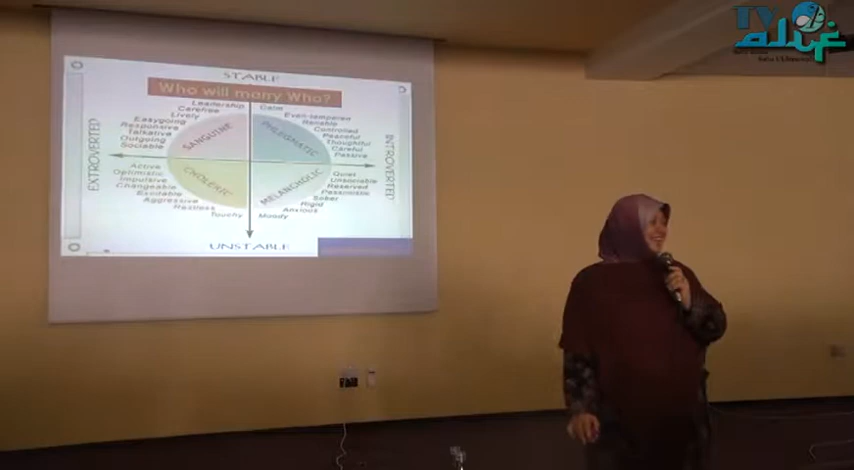 TV
alhijrah
STABLE
Who will marry Who?
Leadership
Carefree
Lively
Easygoing
Responsive
Talkative
Outgoing
Sociable
Calm
Even-tempered
Reliable
Controlled
Peaceful
Thoughtful
Careful
Passive
SANGUINE
PHLEGMATIC
EXTROVERTED
INTROVERTED
CHOLERIC
MELANCHOLIC
Active
Optimistic
Impulsive
Changeable
Excitable
Aggressive
Restless
Touchy
Quiet
Unsociable
Reserved
Pessimistic
Sober
Rigid
Anxious
Moody
UNSTABLE